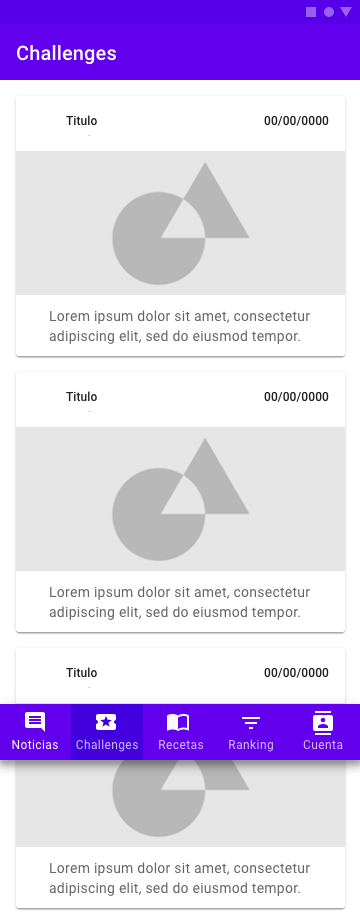 Challenges
Titulo 00/00/0000
Lorem ipsum dolor sit amet, consectetur
adipiscing elit, sed do eiusmod tempor.
Titulo 00/00/0000
Lorem ipsum dolor sit amet, consectetur
adipiscing elit, sed do eiusmod tempor.
Titulo 00/00/0000
Noticias Challenges Recetas Ranking Cuenta
Lorem ipsum dolor sit amet, consectetur
adipiscing elit, sed do eiusmod tempor.